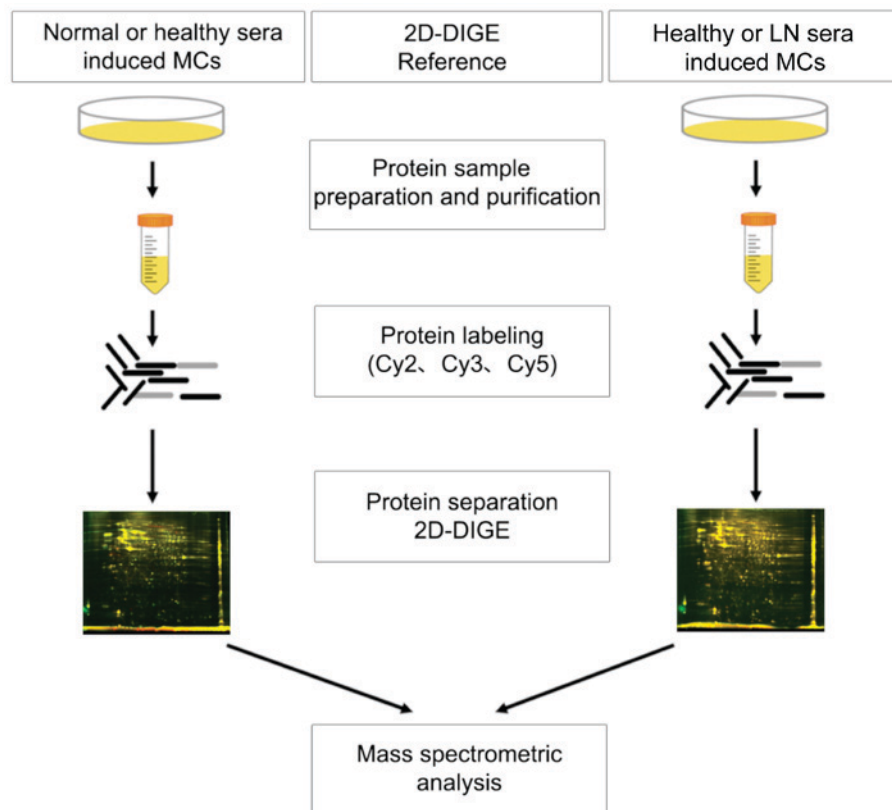 Normal or healthy sera
induced MCs
2D-DIGE
Reference
Healthy or LN sera
induced MCs
Protein sample
preparation and purification
Protein labeling
(Cy2、Cy3、Cy5)
Protein separation
2D-DIGE
Mass spectrometric
analysis